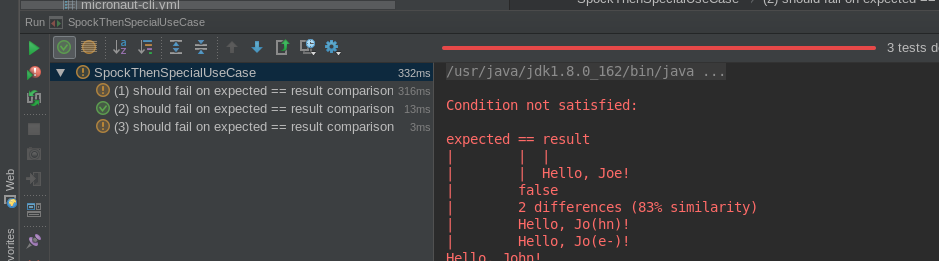 micronaut-cli.yml
SpockThenSpecialUseCase
(2) should fail on expected ==
Run SpockThenSpecialUseCase
3 tests d
SpockThenSpecialUseCase 332ms
(1) should fail on expected == result comparison 316ms
(2) should fail on expected == result comparison 13ms
(3) should fail on expected == result comparison 3ms
/usr/java/jdk1.8.0_162/bin/java ...
Condition not satisfied:
expected == result
|        |  |
|        |  Hello, Joe!
|        false
|        2 differences (83% similarity)
|        Hello, Jo(hn)!
|        Hello, Jo(e-)!
Hello, John!
Web
vorites